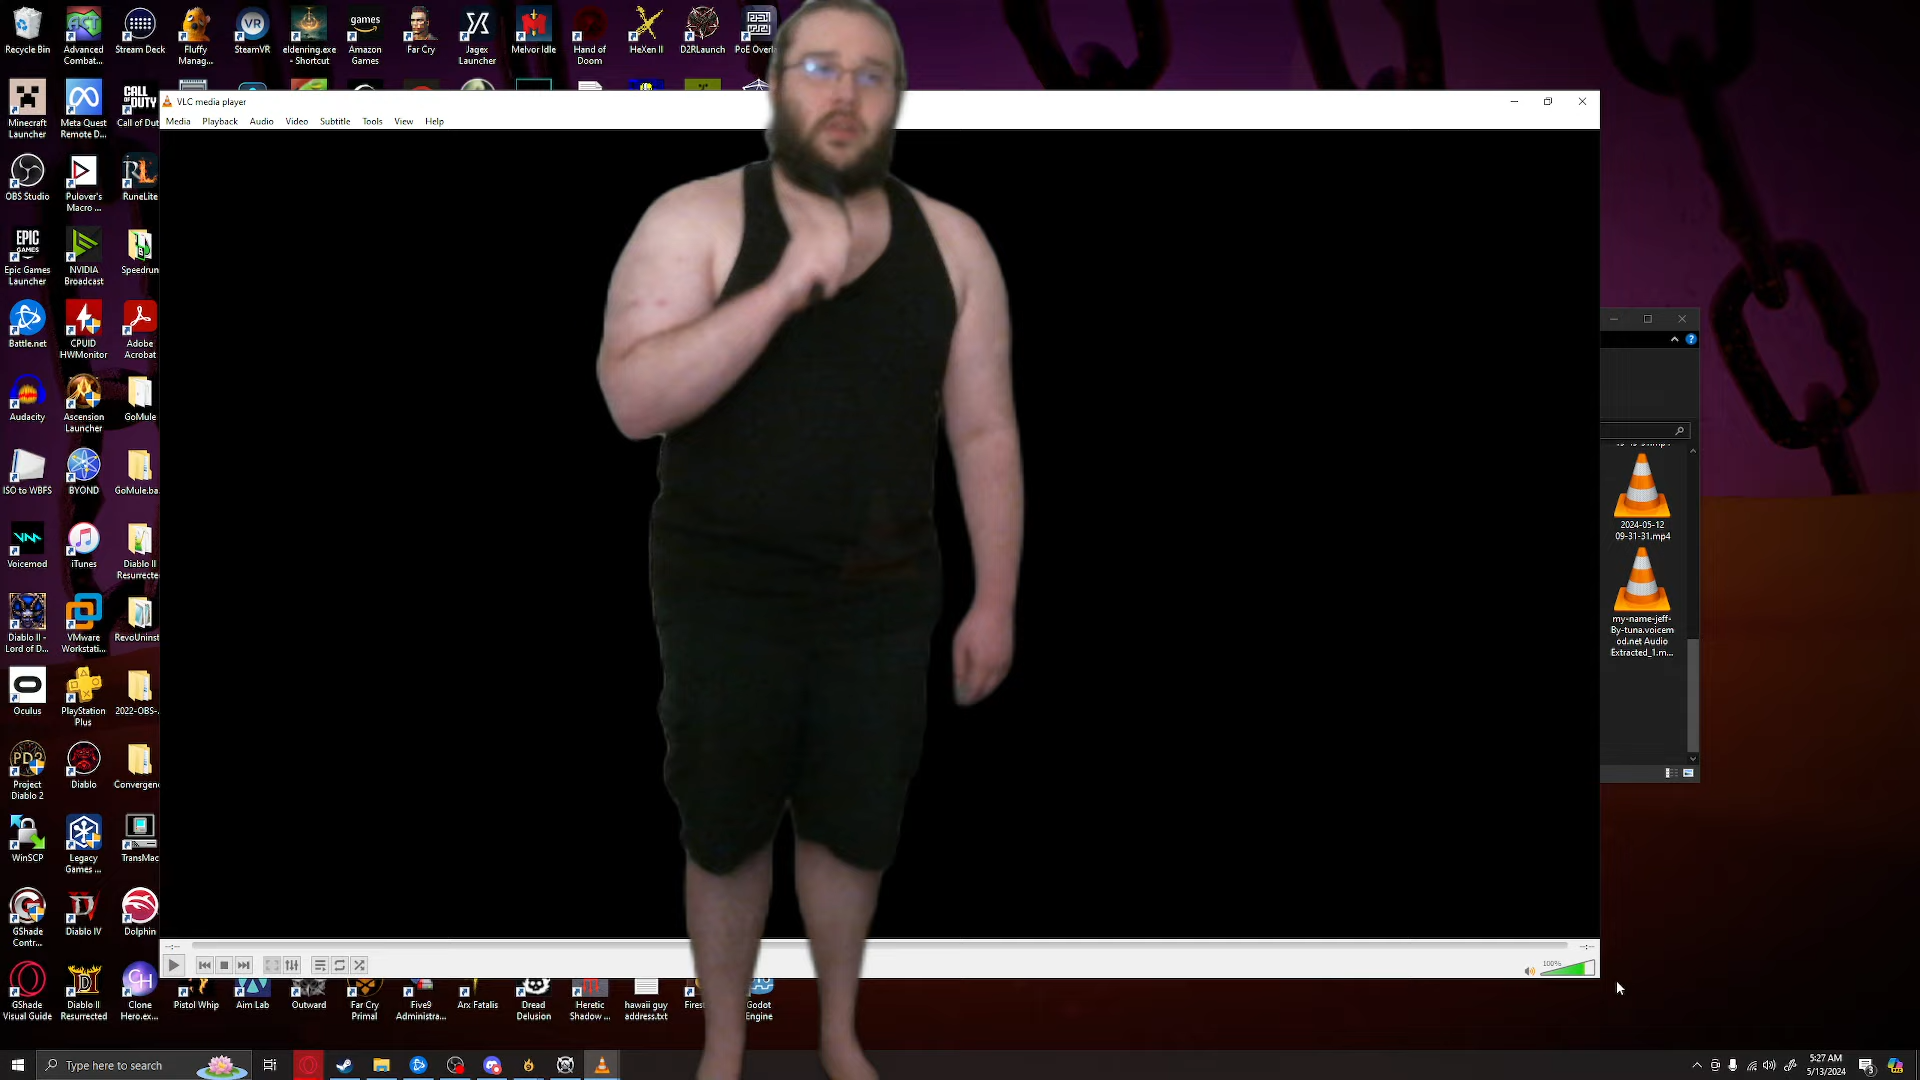 Recycle Bin
Advanced
Combat...
Stream Deck
Fluffy
Manag...
SteamVR
eldenring.exe
- Shortcut
Amazon
Games
Far Cry
Jagex
Launcher
Melvor Idle
Hand of
Doom
HeXen II
D2RLaunch
PoE Overla
Minecraft
Launcher
Meta Quest
Remote D...
Call of Dut
VLC media player
Media Playback Audio Video Subtitle Tools View Help
OBS Studio
Pulover's
Macro ...
RuneLite
Epic Games
Launcher
NVIDIA
Broadcast
Speedrun
Battle.net
CPUID
HWMonitor
Adobe
Acrobat
Audacity
Ascension
Launcher
GoMule
ISO to WBFS
BYOND
GoMule.ba
Voicemod
iTunes
Diablo II
Resurrecte
Diablo II -
Lord of D...
VMware
Workstati...
RevoUninst
Oculus
PlayStation
Plus
2022-OBS-
Project
Diablo 2
Diablo
Convergen
WinSCP
Legacy
Games ...
TransMac
GShade
Contr...
Diablo IV
Dolphin
GShade
Visual Guide
Diablo II
Resurrected
Clone
Hero.ex...
Pistol Whip
Aim Lab
Outward
Far Cry
Primal
Five9
Administra...
Arx Fatalis
Dread
Delusion
Heretic
Shadow ...
hawaii guy
address.txt
Fires
Godot
Engine
2024-05-12
09-31-31.mp4
my-name-jeff-
By-tuna.voicem
od.net Audio
Extracted_1.m...
--:--
--:--
100%
Type here to search
5:27 AM
5/13/2024